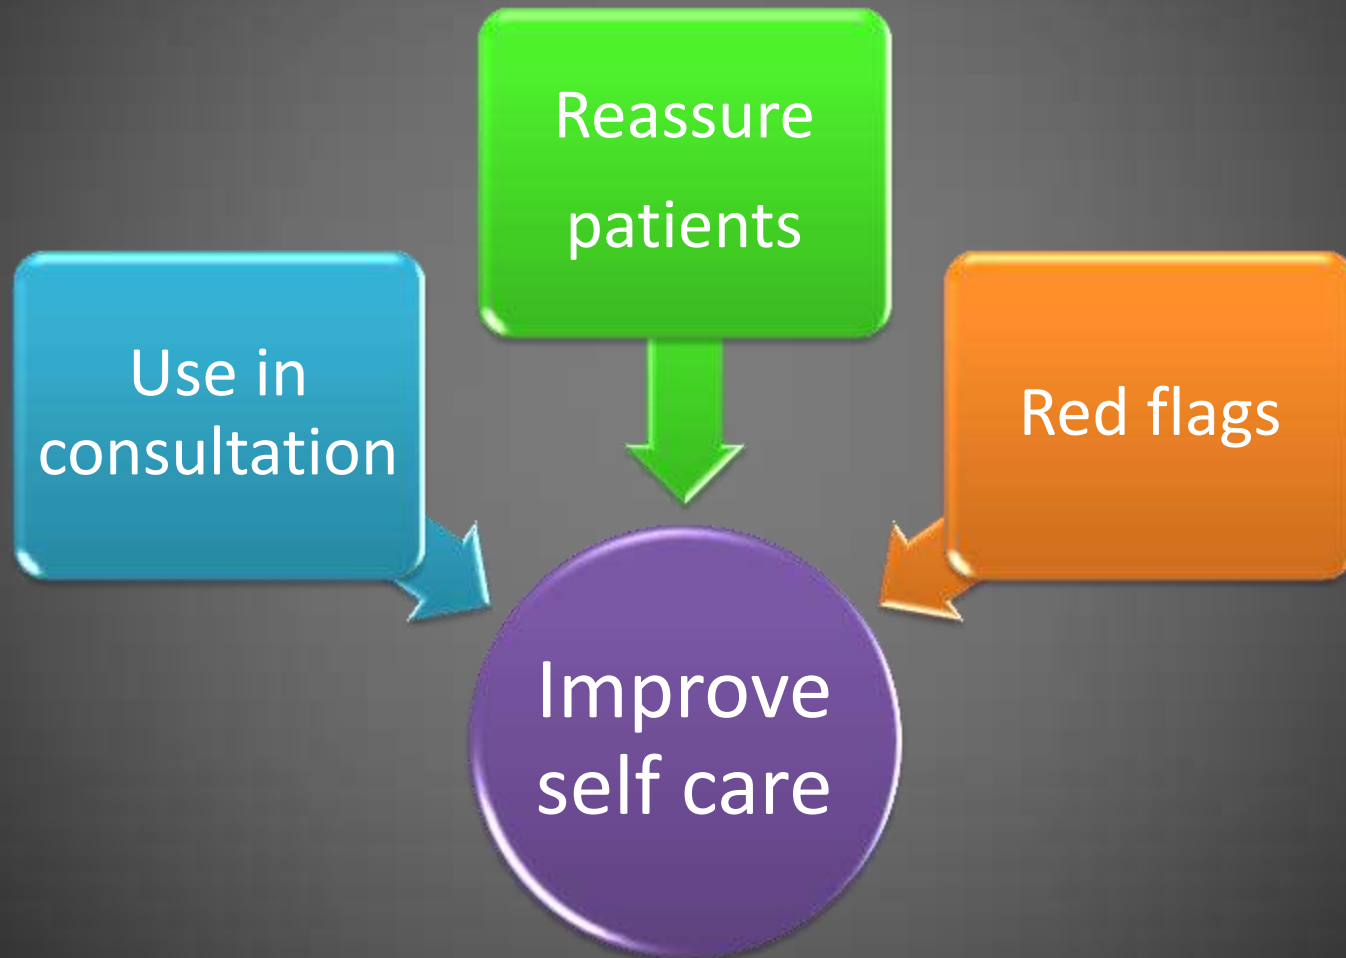 Reassure
patients
Use in
consultation
Red flags
Improve
self care